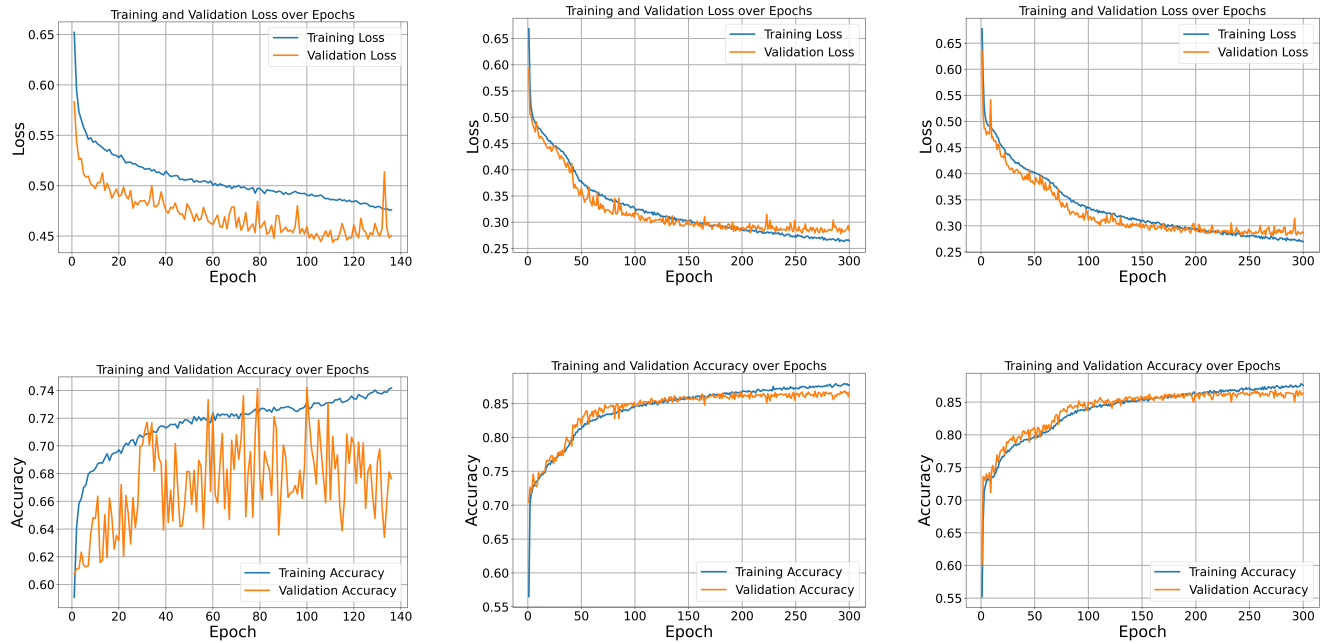 Training and Validation Loss over Epochs
Training Loss
Validation Loss
0.65
0.60
0.55
0.50
0.45
Loss
0 20 40 60 80 100 120 140
Epoch
Training and Validation Loss over Epochs
Training Loss
Validation Loss
0.65
0.60
0.55
0.50
0.45
0.40
0.35
0.30
0.25
Loss
0 50 100 150 200 250 300
Epoch
Training and Validation Loss over Epochs
Training Loss
Validation Loss
0.65
0.60
0.55
0.50
0.45
0.40
0.35
0.30
0.25
Loss
0 50 100 150 200 250 300
Epoch
Training and Validation Accuracy over Epochs
0.74
0.72
0.70
0.68
0.66
0.64
0.62
0.60
Accuracy
Training Accuracy
Validation Accuracy
0 20 40 60 80 100 120 140
Epoch
Training and Validation Accuracy over Epochs
0.85
0.80
0.75
0.70
0.65
0.60
0.55
Accuracy
Training Accuracy
Validation Accuracy
0 50 100 150 200 250 300
Epoch
Training and Validation Accuracy over Epochs
0.85
0.80
0.75
0.70
0.65
0.60
0.55
Accuracy
Training Accuracy
Validation Accuracy
0 50 100 150 200 250 300
Epoch